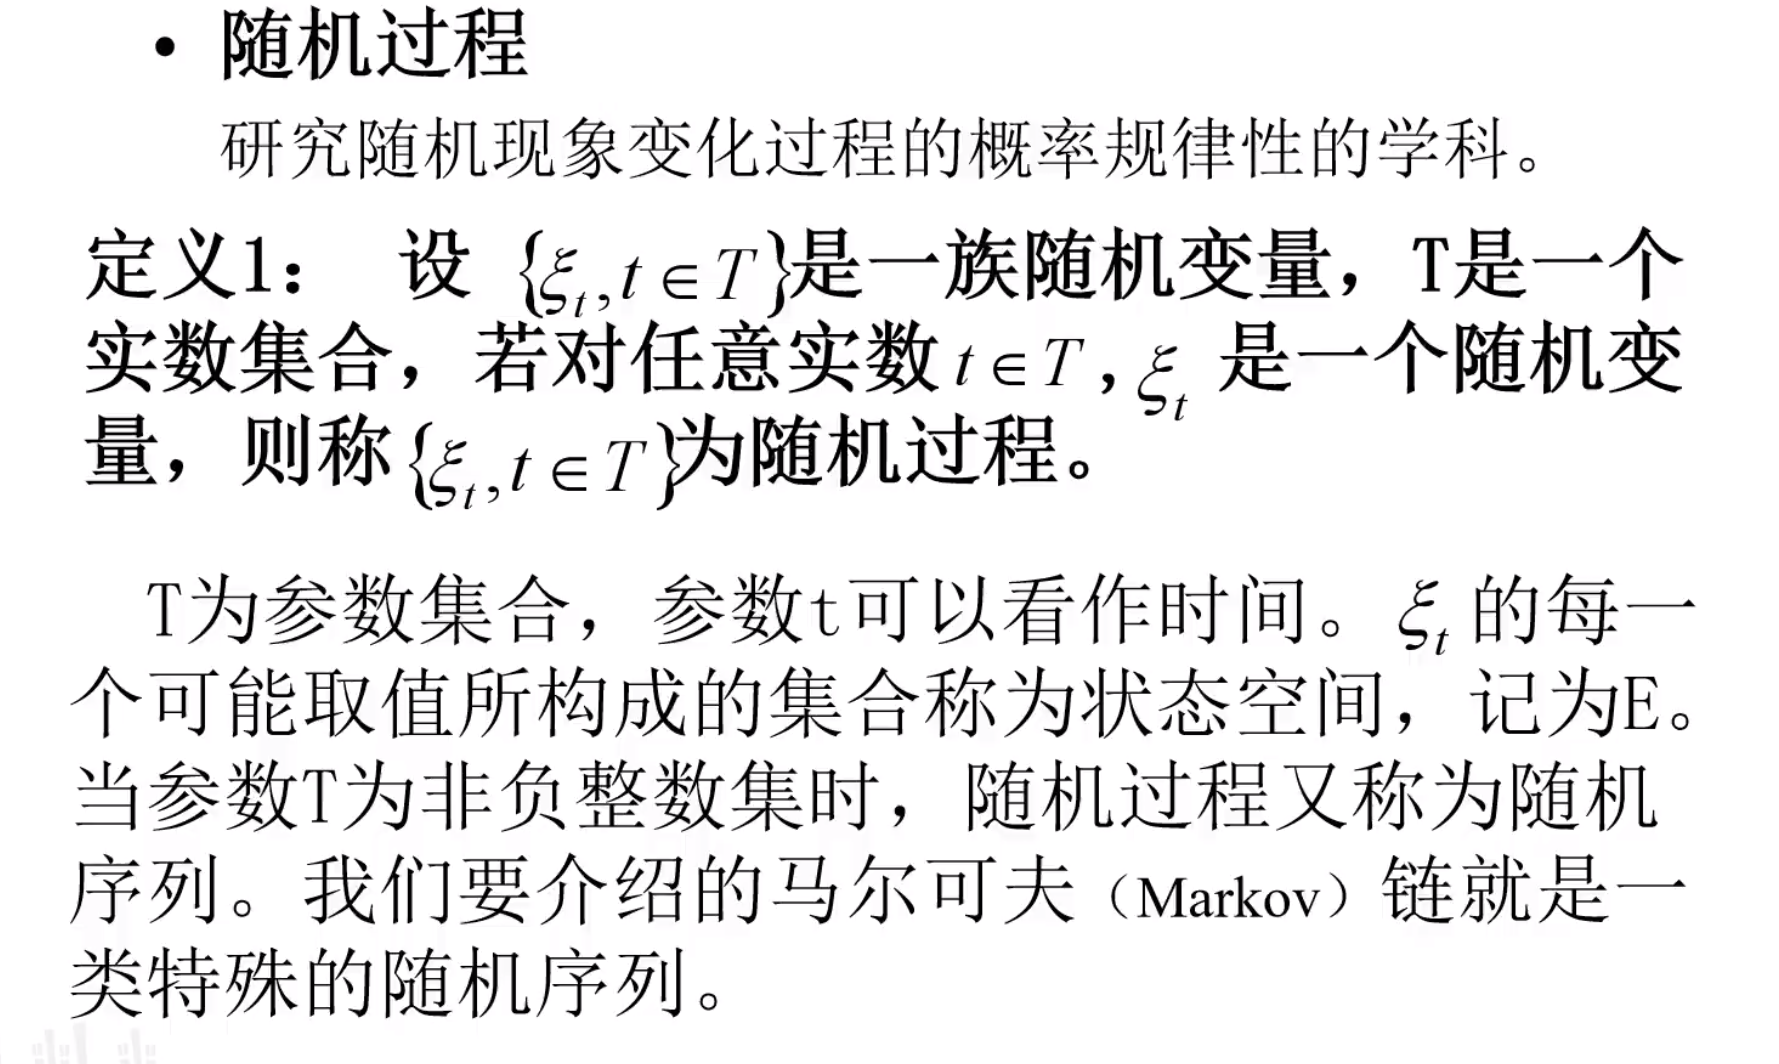 • 随机过程
研究随机现象变化过程的概率规律性的学科。
定义1： 设 {ξ_t, t∈T}是一族随机变量，T是一个
实数集合，若对任意实数 t∈T, ξ_t 是一个随机变
量，则称{ξ_t, t∈T}为随机过程。
T为参数集合，参数t可以看作时间。ξ_t 的每一
个可能取值所构成的集合称为状态空间，记为E。
当参数T为非负整数集时，随机过程又称为随机
序列。我们要介绍的马尔可夫（Markov）链就是一
类特殊的随机序列。